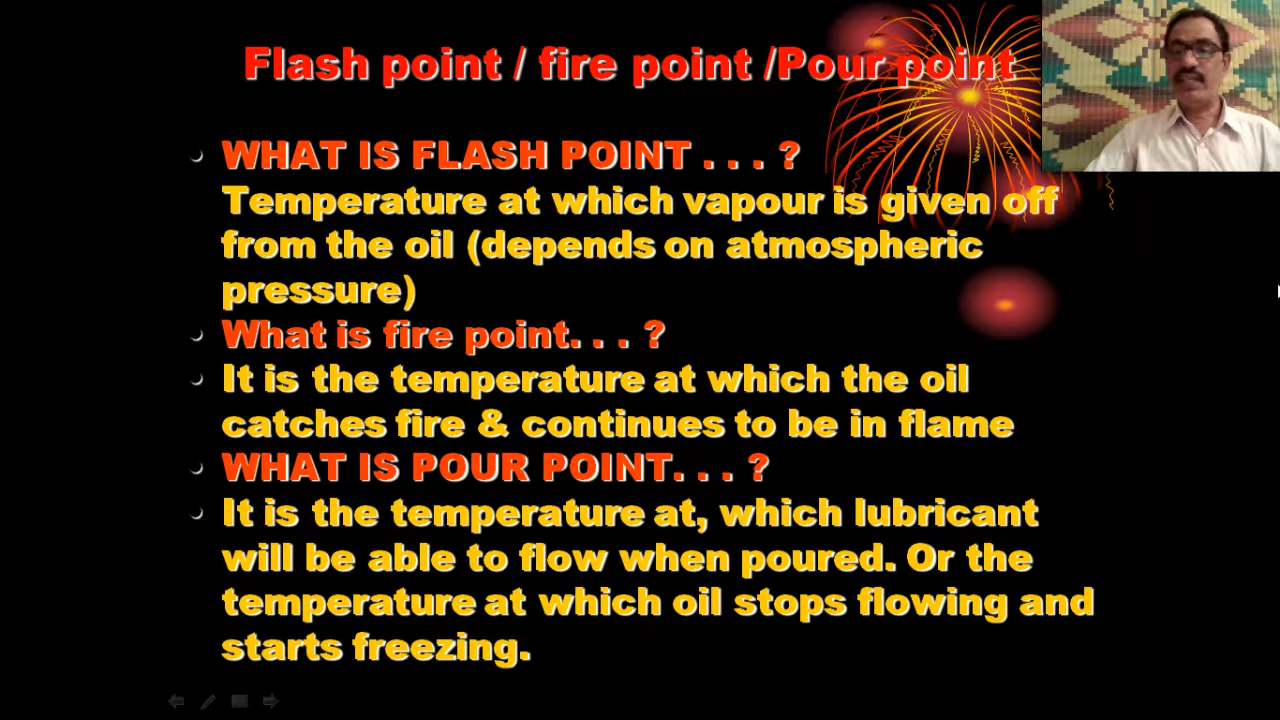 Flash point / fire point /Pour point
WHAT IS FLASH POINT . . . ?
Temperature at which vapour is given off
from the oil (depends on atmospheric
pressure)
What is fire point. . . ?
It is the temperature at which the oil
catches fire & continues to be in flame
WHAT IS POUR POINT. . . ?
It is the temperature at, which lubricant
will be able to flow when poured. Or the
temperature at which oil stops flowing and
starts freezing.